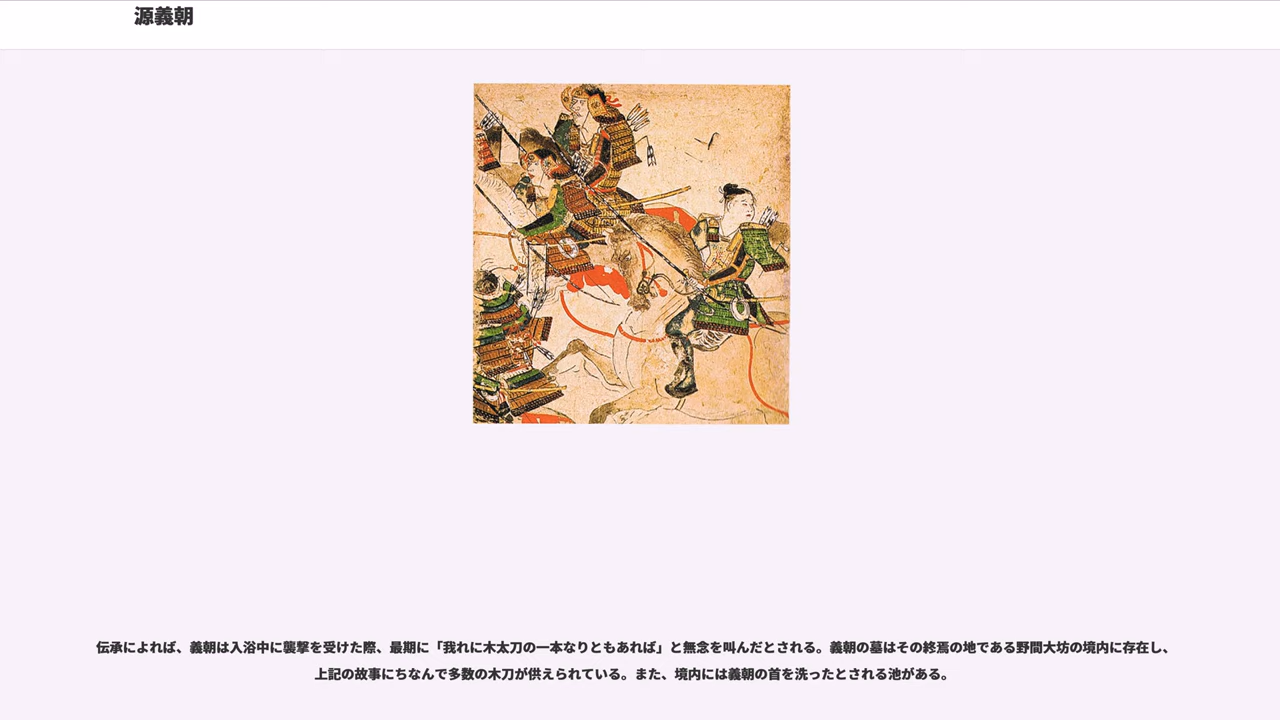 源義朝
伝承によれば、義朝は入浴中に襲撃を受けた際、最期に「我れに木太刀の一本なりともあれば」と無念を叫んだとされる。義朝の墓はその終焉の地である野間大坊の境内に存在し、
上記の故事にちなんで多数の木刀が供えられている。また、境内には義朝の首を洗ったとされる池がある。